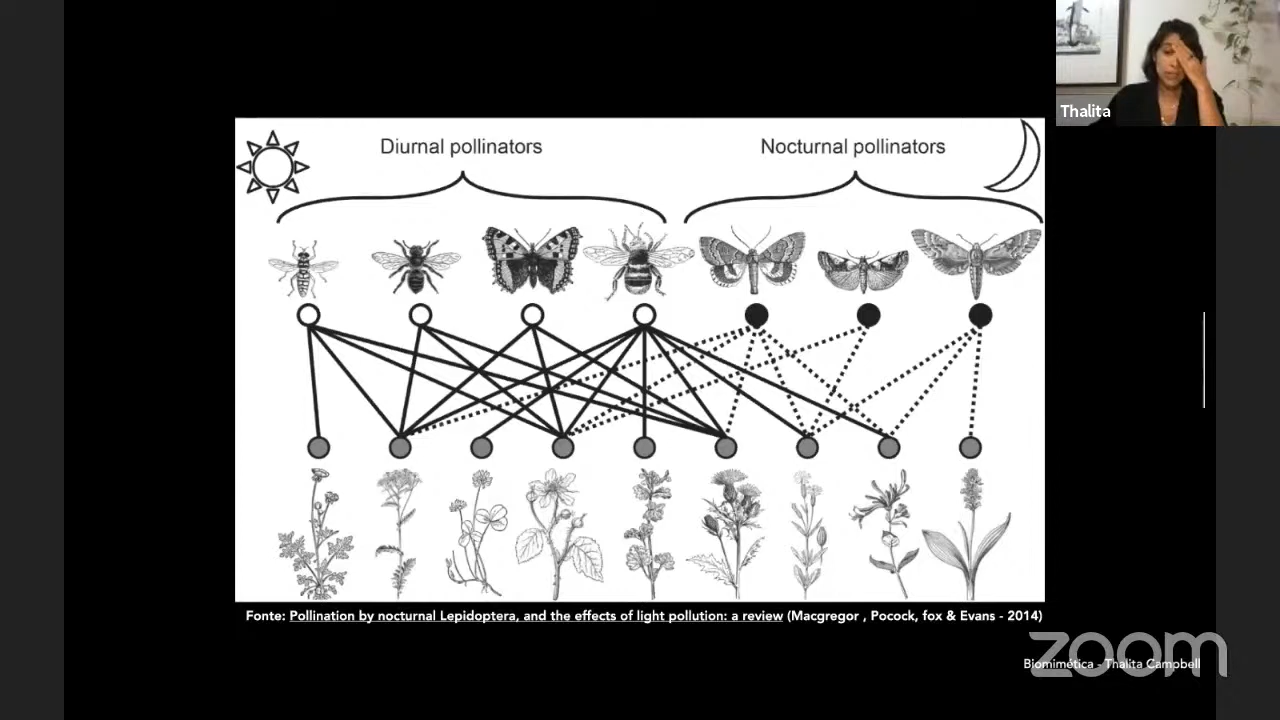 Thalita
Diurnal pollinators
Nocturnal pollinators
Fonte: Pollination by nocturnal Lepidoptera, and the effects of light pollution: a review (Macgregor , Pocock, fox & Evans - 2014)
Biomimética - Thalita Campbell
zoom